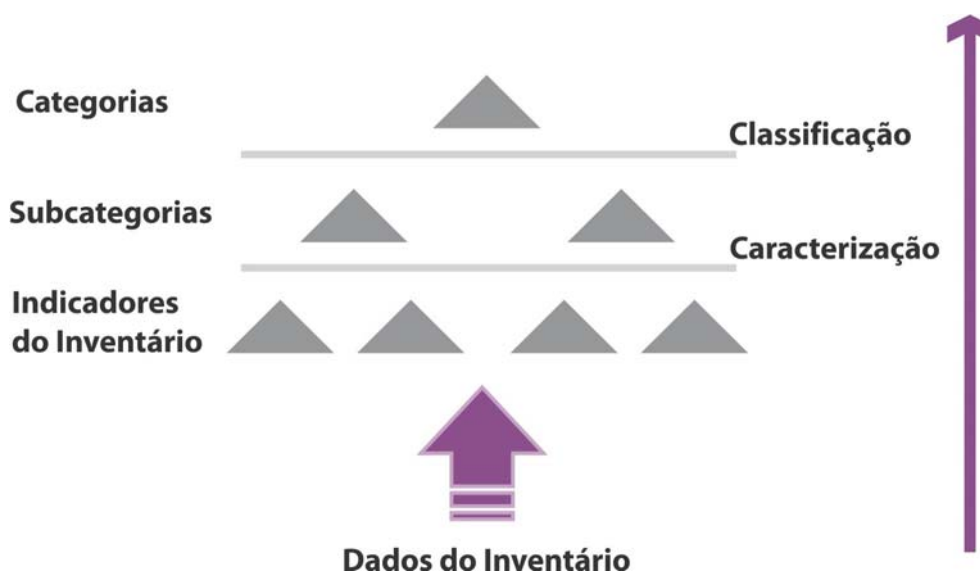 Categorias
Classificação
Subcategorias
Caracterização
Indicadores
do Inventário
Dados do Inventário